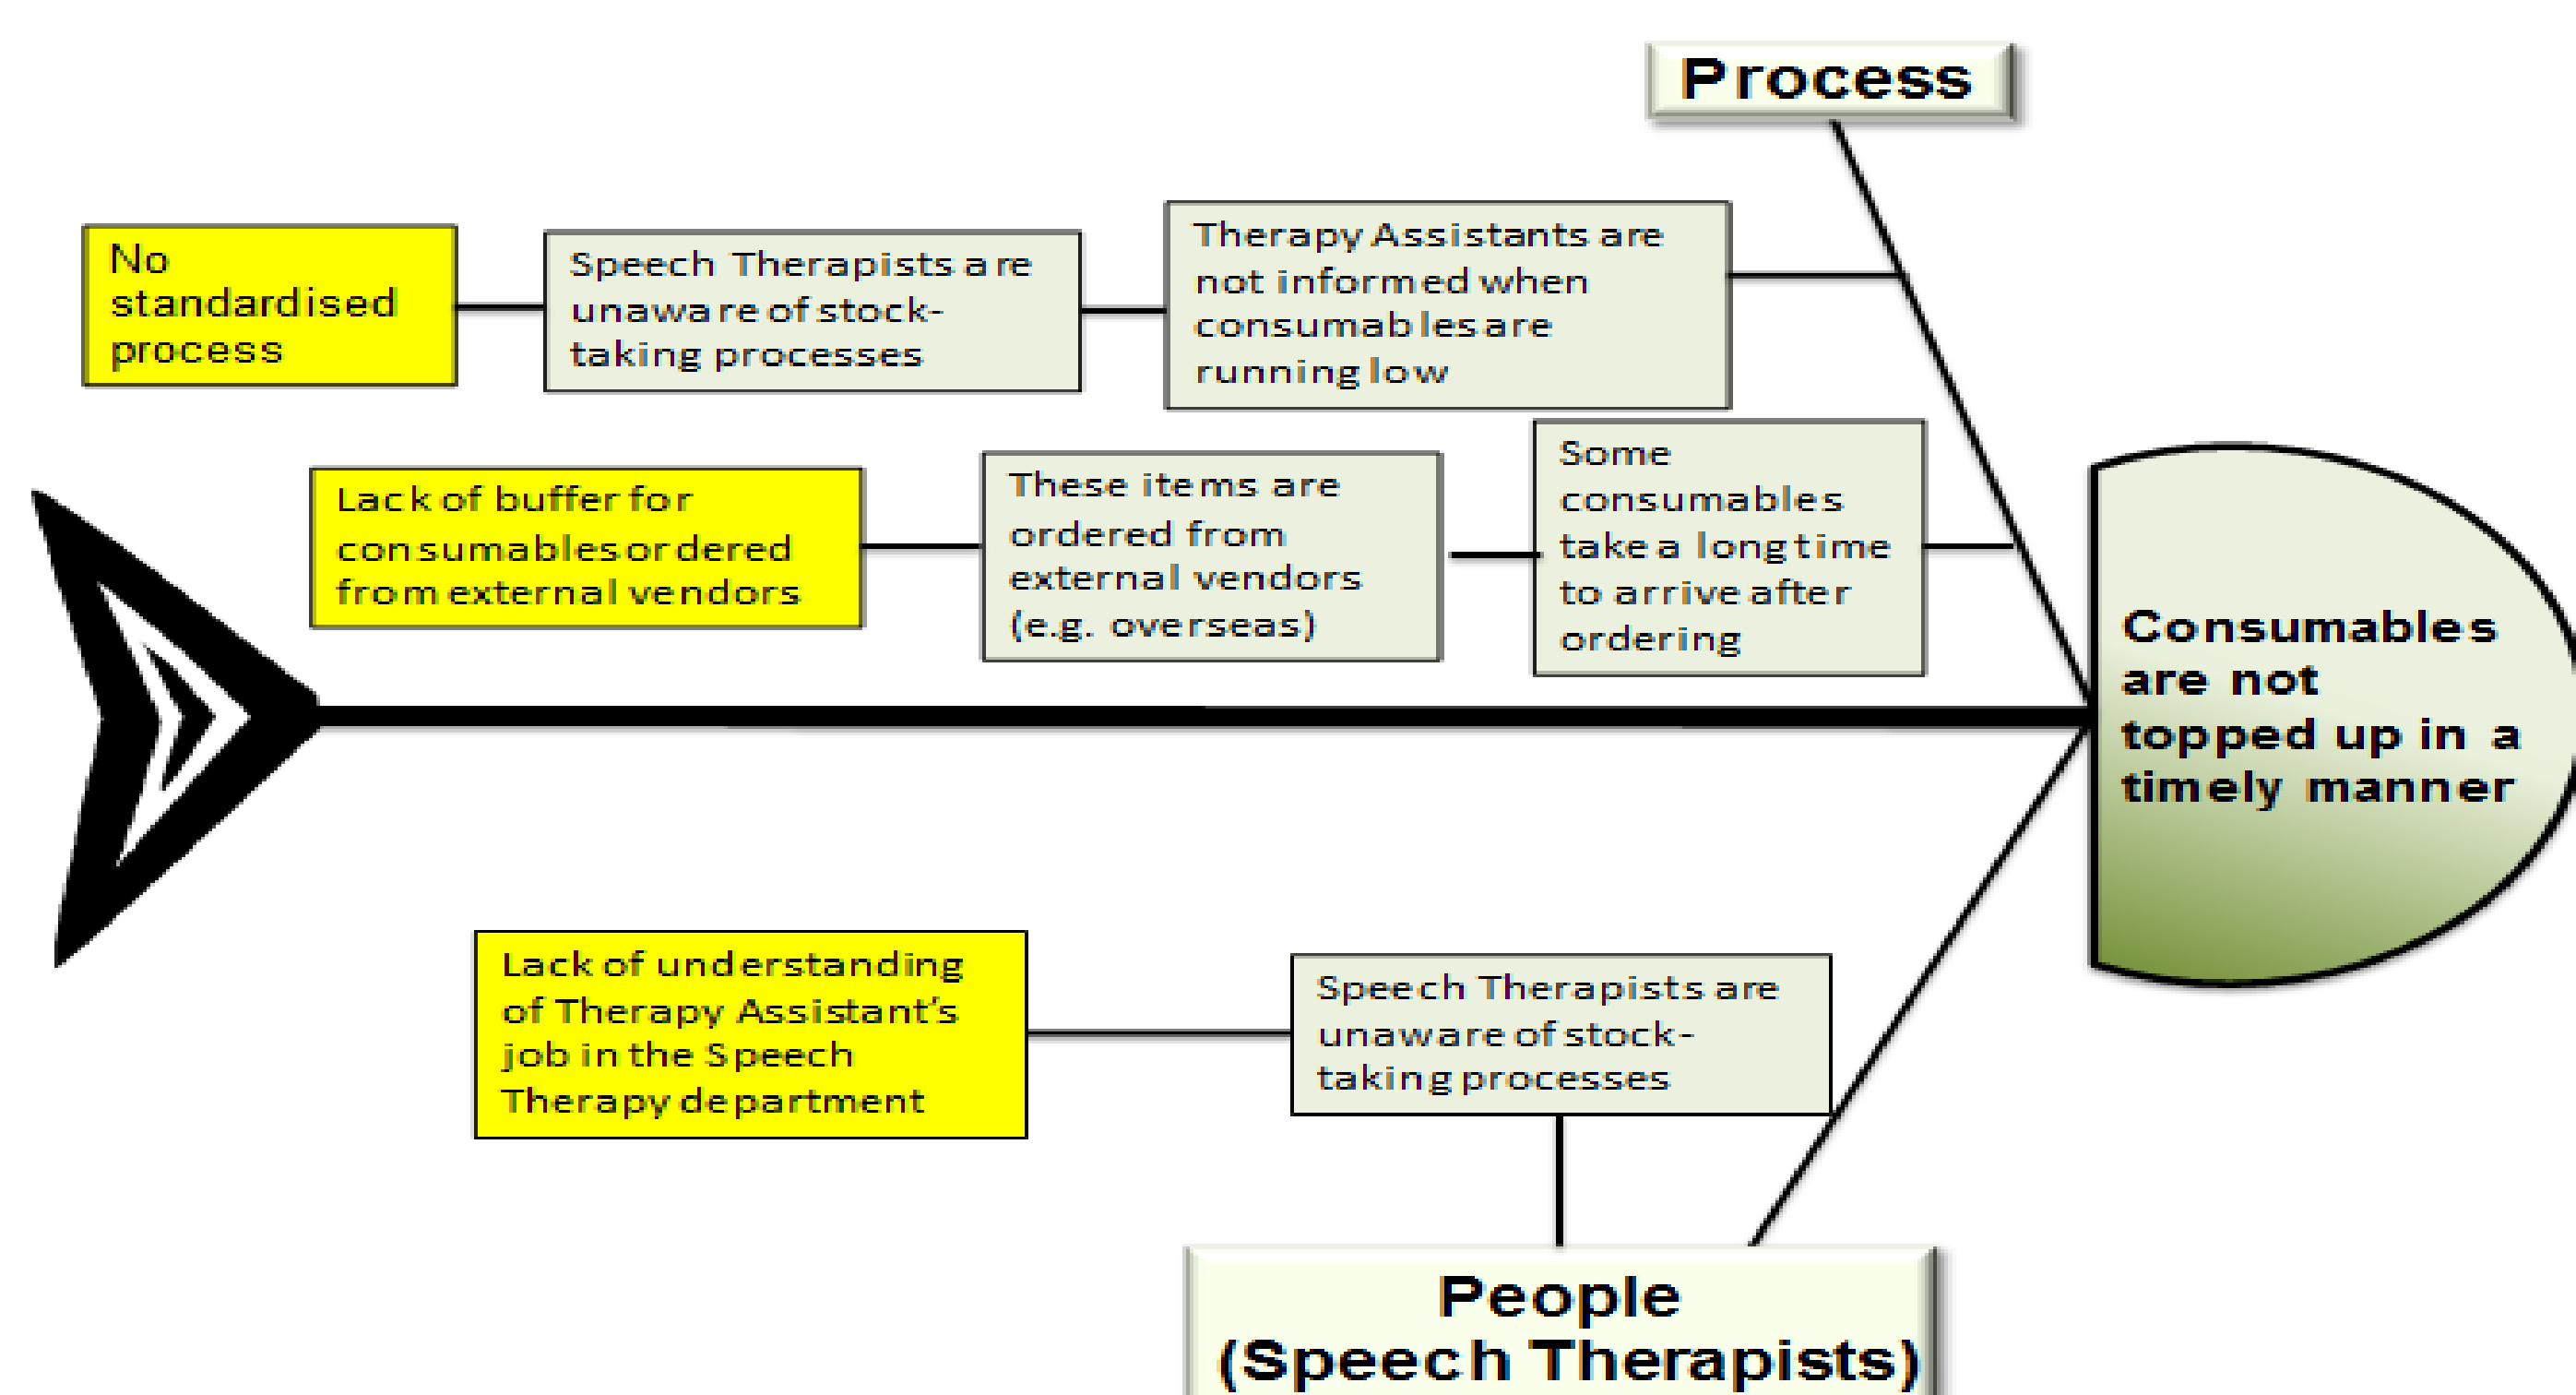 Process
No
standardised
process
Speech Therapists are
unaware of stock-
taking processes
Therapy Assistants are
not informed when
consumables are
running low
Lack of buffer for
consumables ordered
from external vendors
These items are
ordered from
external vendors
(e.g. overseas)
Some
consumables
take a long time
to arrive after
ordering
Consumables
are not
topped up in a
timely manner
Lack of understanding
of Therapy Assistant's
job in the Speech
Therapy department
Speech Therapists are
unaware of stock-
taking processes
People
(Speech Therapists)